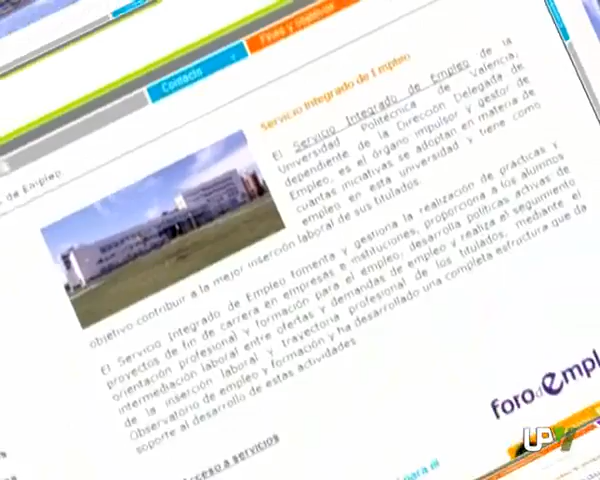 Contacto
Fines y objetivos
de Empleo
Servicio Integrado de Empleo
El Servicio Integrado de Empleo de la
Universidad Politécnica de Valencia,
dependiente de la Dirección Delegada de
Empleo, es el órgano impulsor y gestor de
cuantas iniciativas se adoptan en materia de
empleo en esta universidad y tiene como
objetivo contribuir a la mejor inserción laboral de sus titulados.
El Servicio Integrado de Empleo fomenta y gestiona la realización de prácticas y
proyectos de fin de carrera en empresas e instituciones, proporciona a los alumnos
orientación profesional y formación para el empleo, desarrolla políticas activas de
intermediación laboral entre ofertas y demandas de empleo y realiza el seguimiento
de la inserción laboral y trayectoria profesional de los titulados, mediante el
Observatorio de empleo y formación y ha desarrollado una completa estructura que da
soporte al desarrollo de estas actividades
Acceso a servicios
para ni
foro de empl
UPV